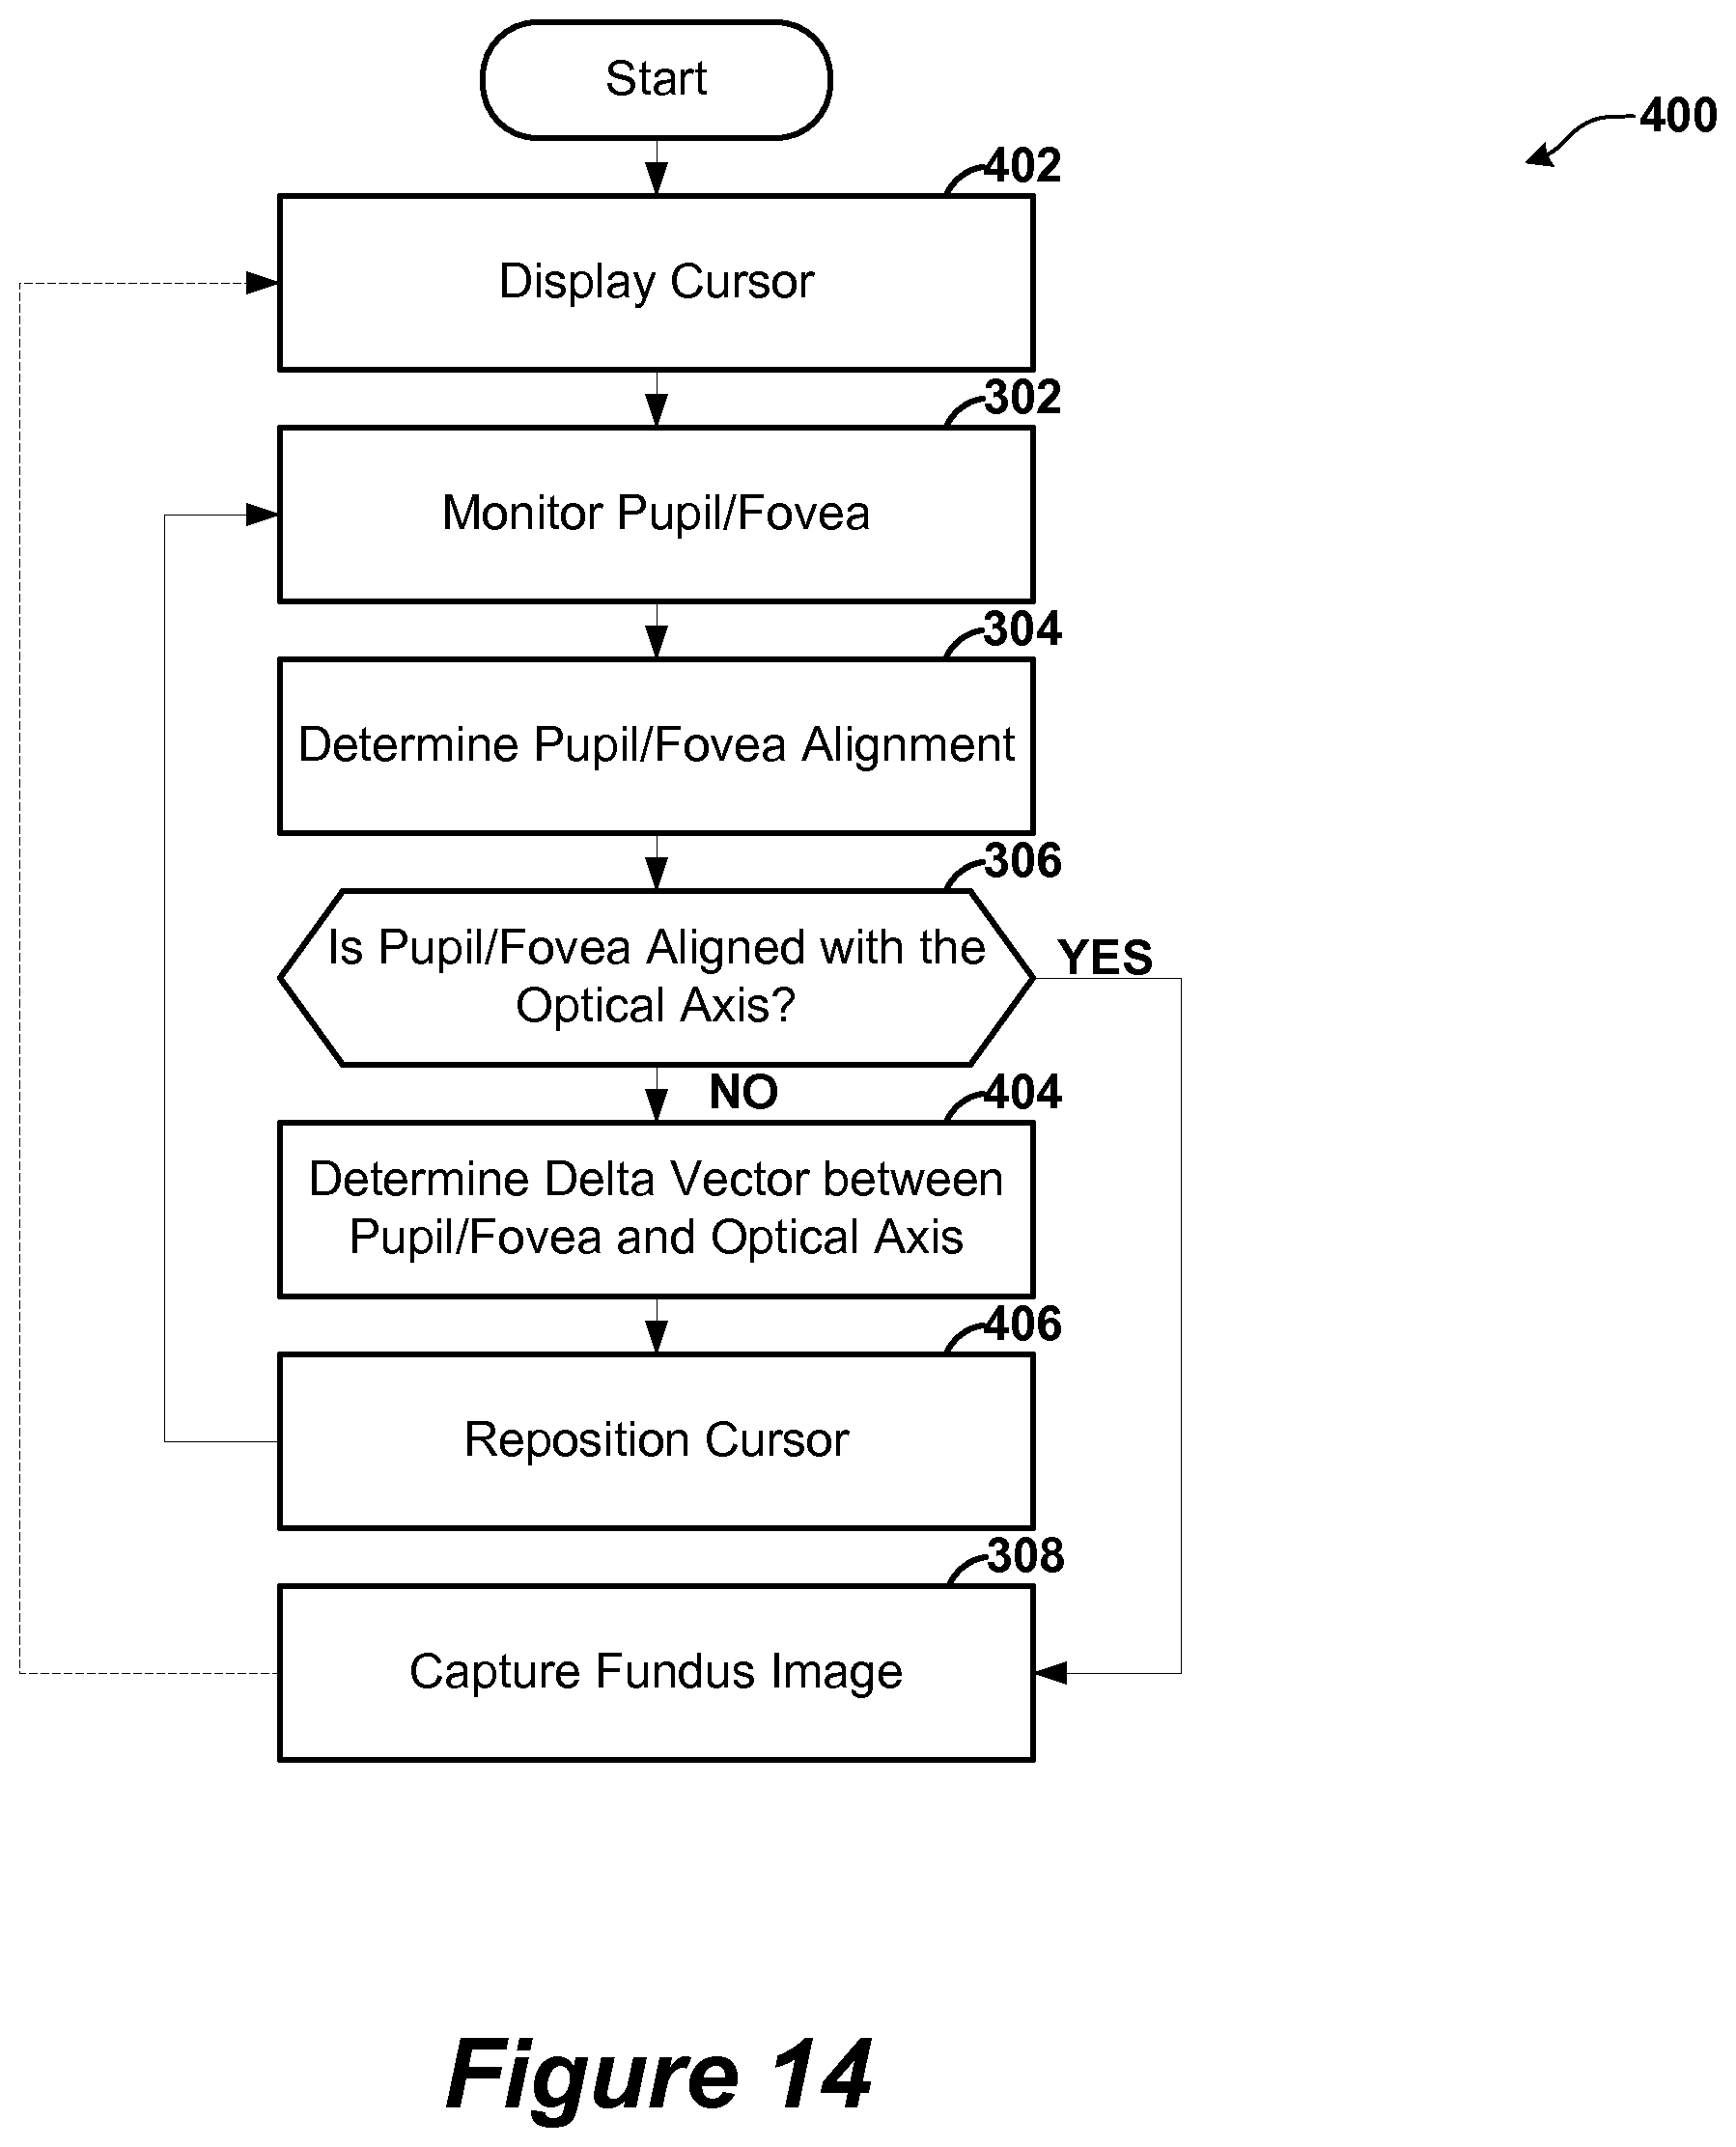 Start
400
402
Display Cursor
302
Monitor Pupil/Fovea
304
Determine Pupil/Fovea Alignment
306
Is Pupil/Fovea Aligned with the
Optical Axis?
YES
NO
404
Determine Delta Vector between
Pupil/Fovea and Optical Axis
406
Reposition Cursor
308
Capture Fundus Image
Figure 14